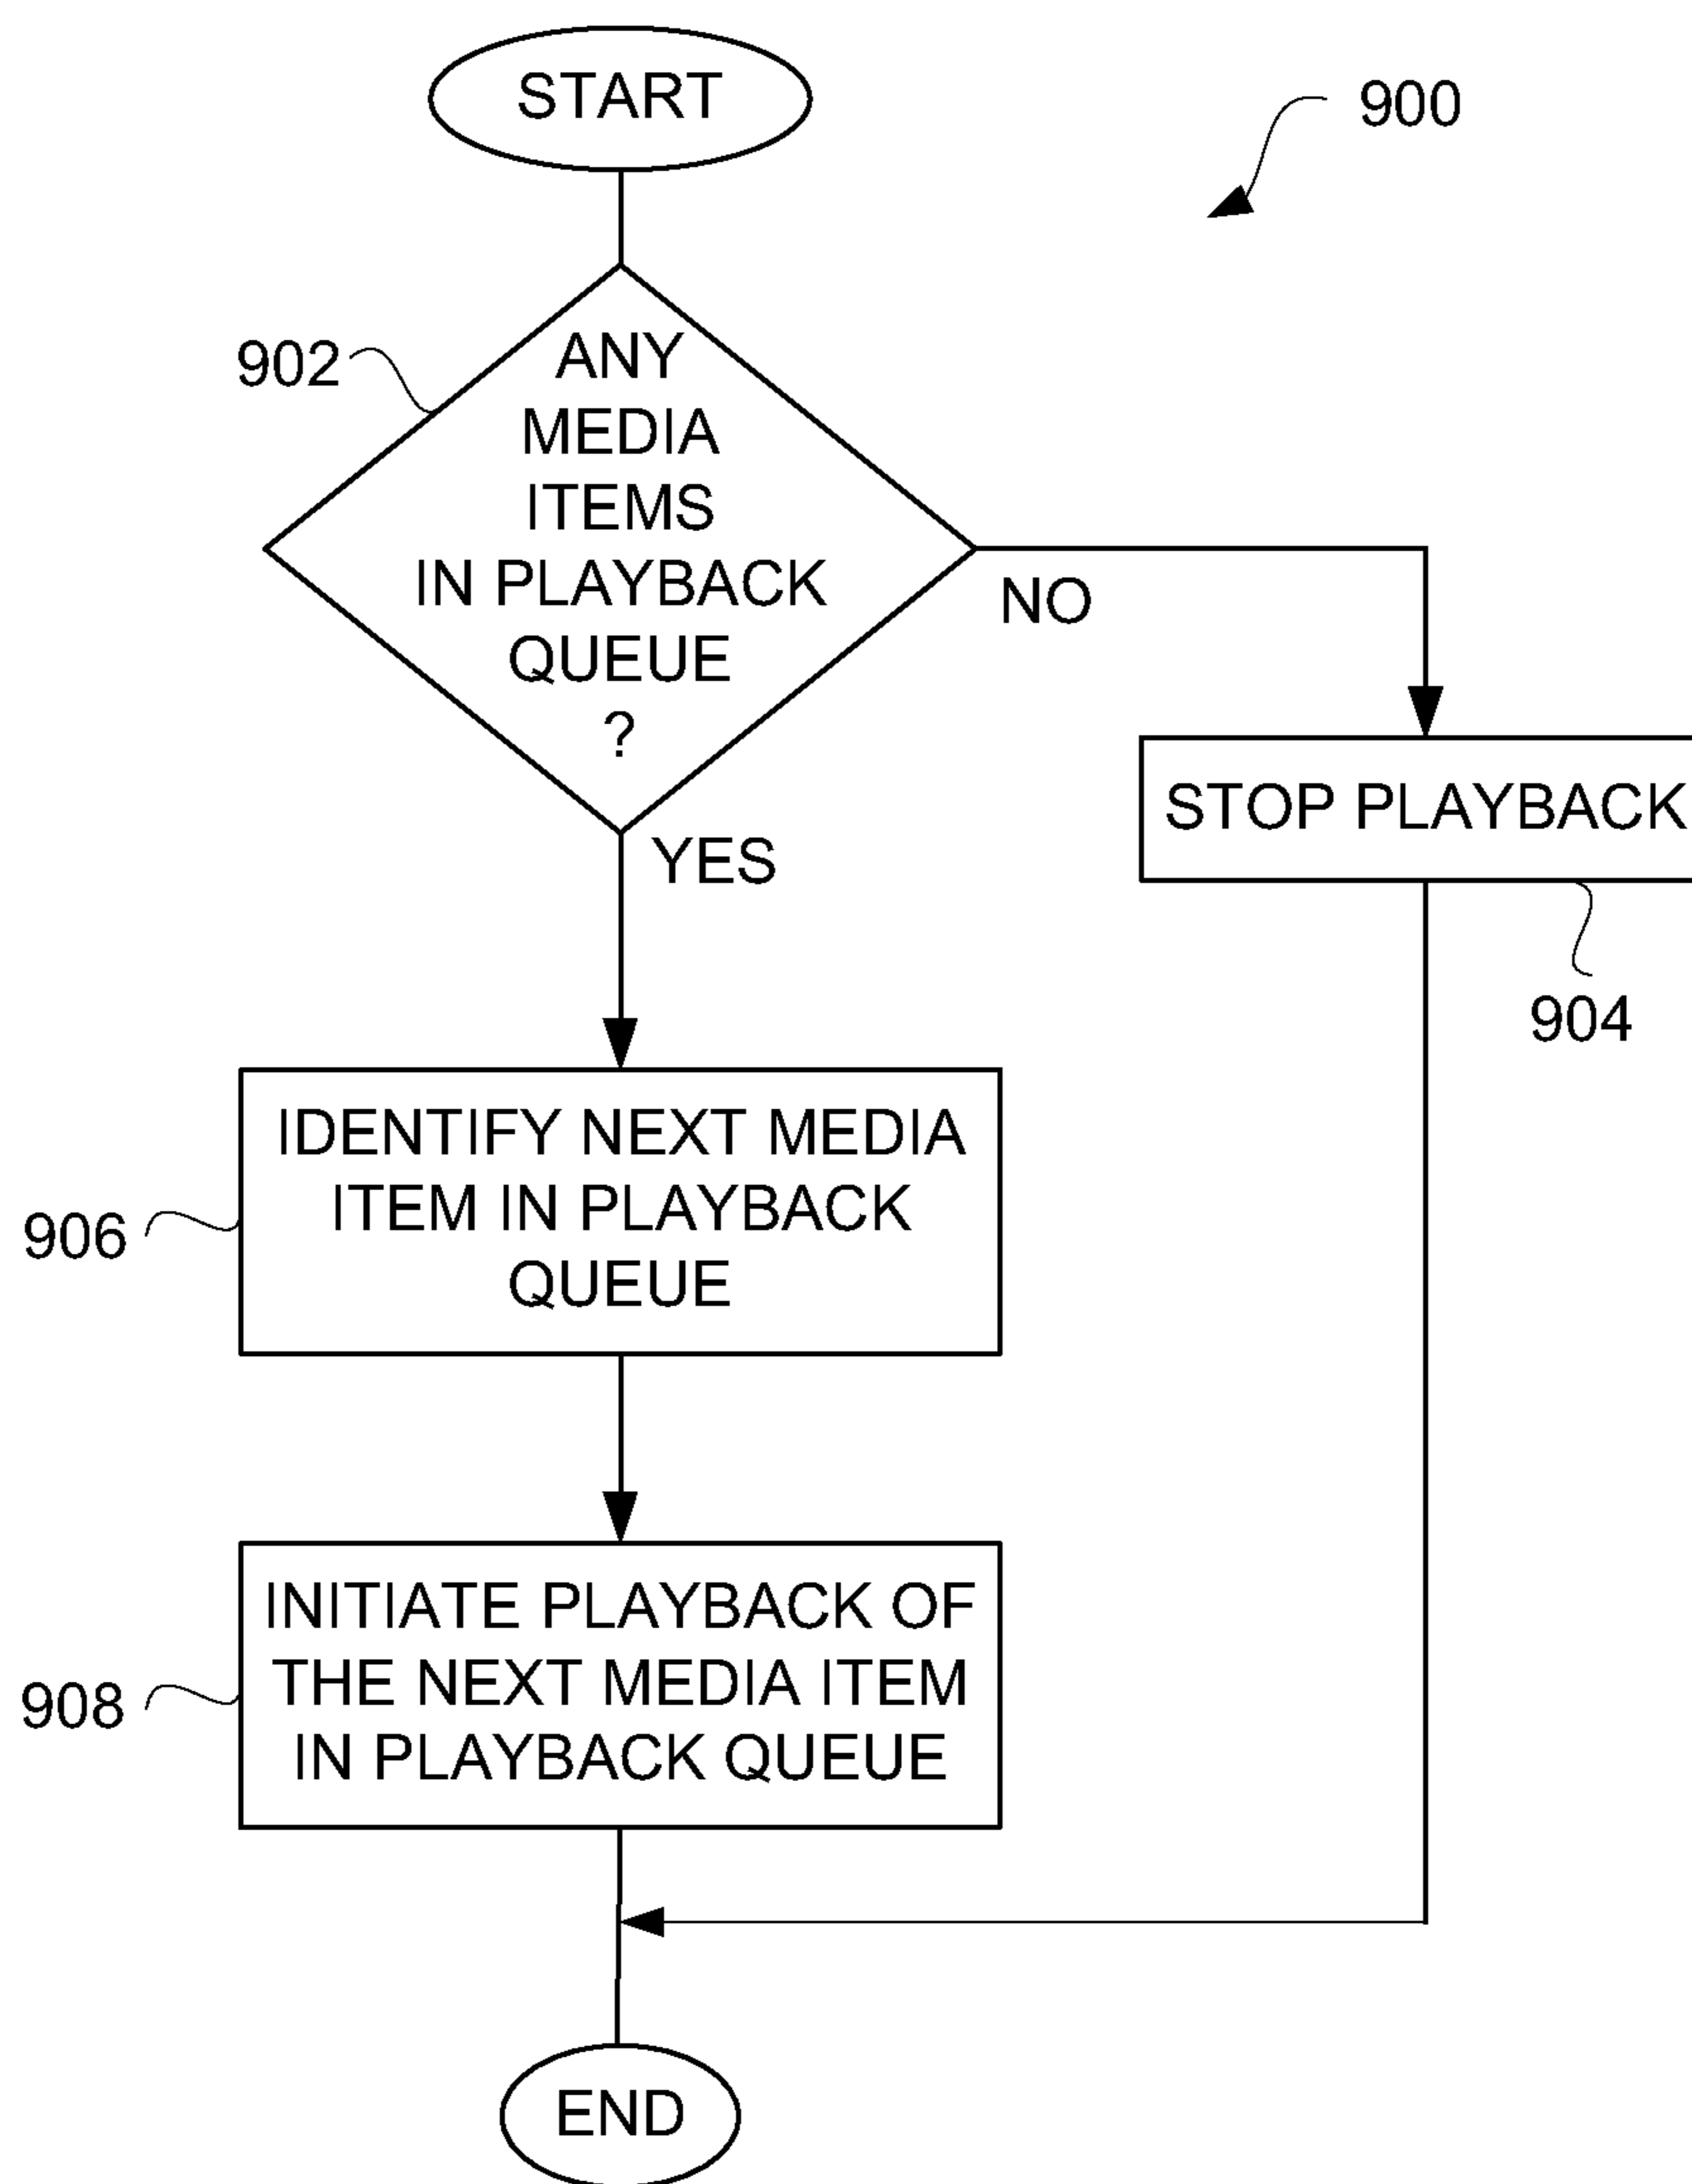 START
900
902
ANY
MEDIA
ITEMS
IN PLAYBACK
QUEUE
?
NO
YES
STOP PLAYBACK
904
IDENTIFY NEXT MEDIA
ITEM IN PLAYBACK
QUEUE
906
INITIATE PLAYBACK OF
THE NEXT MEDIA ITEM
IN PLAYBACK QUEUE
908
END